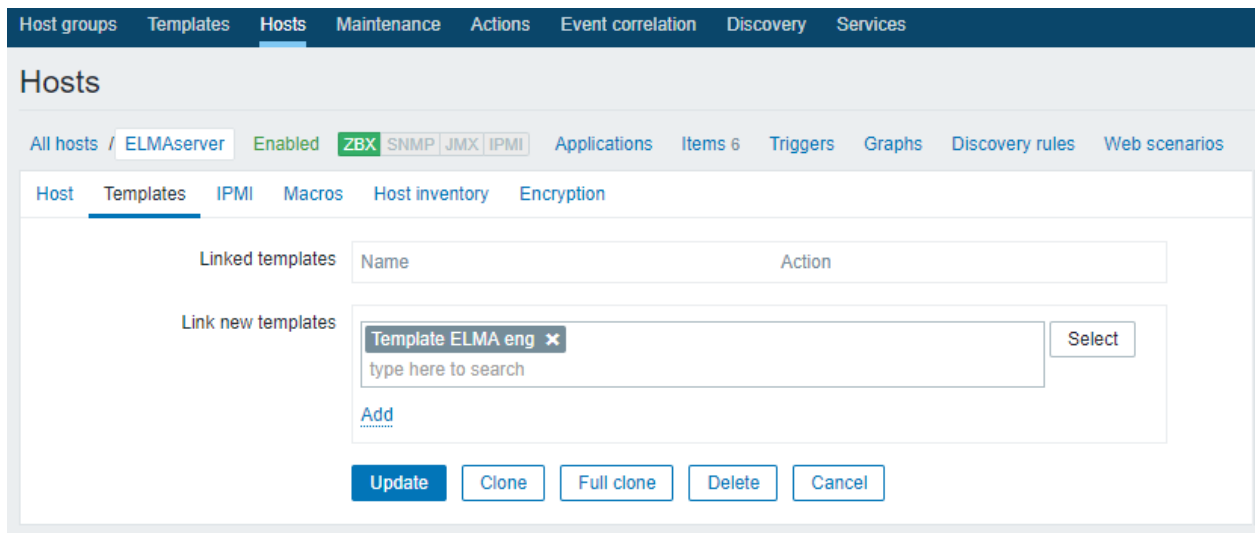 Host groups Templates Hosts Maintenance Actions Event correlation Discovery Services
Hosts
All hosts / ELMAserver Enabled ZBX SNMP JMX IPMI Applications Items 6 Triggers Graphs Discovery rules Web scenarios
Host Templates IPMI Macros Host inventory Encryption
Linked templates Name Action
Link new templates Template ELMA eng × Select
type here to search
Add
Update Clone Full clone Delete Cancel